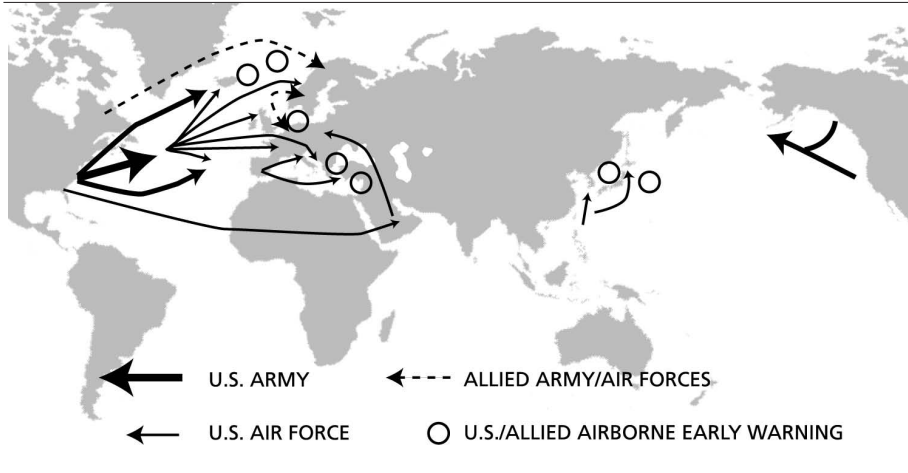 U.S. ARMY
ALLIED ARMY/AIR FORCES
U.S. AIR FORCE
U.S./ALLIED AIRBORNE EARLY WARNING